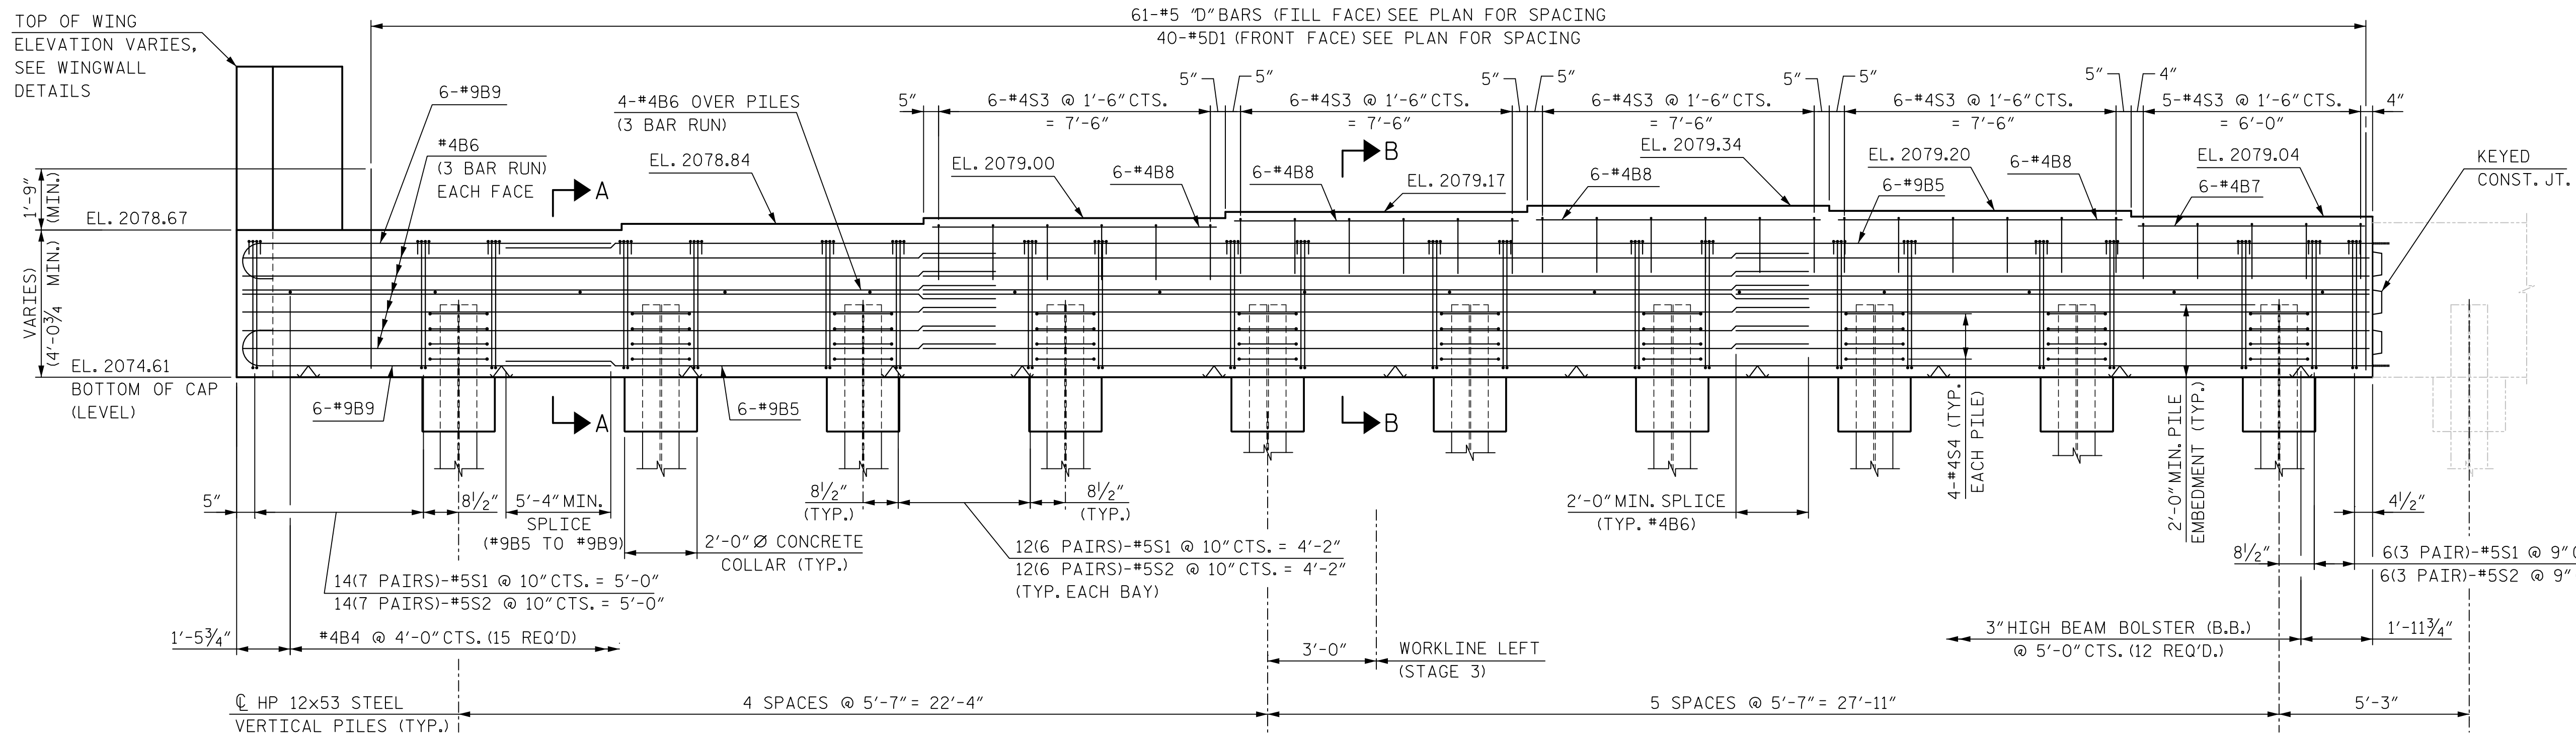 TOP OF WING
ELEVATION VARIES,
SEE WINGWALL
DETAILS
61-#5 "D" BARS (FILL FACE) SEE PLAN FOR SPACING
40-#5D1 (FRONT FACE) SEE PLAN FOR SPACING
6-#9B9
#4B6
(3 BAR RUN)
EACH FACE
4-#4B6 OVER PILES
(3 BAR RUN)
5"
6-#4S3 @ 1'-6" CTS.
= 7'-6"
5"
5"
6-#4S3 @ 1'-6" CTS.
= 7'-6"
5"
5"
6-#4S3 @ 1'-6" CTS.
= 7'-6"
5"
5"
6-#4S3 @ 1'-6" CTS.
= 7'-6"
5"
4"
5-#4S3 @ 1'-6" CTS.
= 6'-0"
4"
A
B
EL. 2078.84
EL. 2079.00
6-#4B8
6-#4B8
EL. 2079.17
EL. 2079.34
6-#4B8
EL. 2079.20
6-#9B5
6-#4B8
EL. 2079.04
6-#4B7
KEYED
CONST. JT.
1'-9"
(MIN.)
EL. 2078.67
VARIES)
(4'-0¾" MIN.)
EL. 2074.61
BOTTOM OF CAP
(LEVEL)
6-#9B9
A
6-#9B5
B
4-#4S4 (TYP.
EACH PILE)
2'-0" MIN. PILE
EMBEDMENT (TYP.)
5"
8½"
5'-4" MIN.
SPLICE
(#9B5 TO #9B9)
2'-0" Ø CONCRETE
COLLAR (TYP.)
8½"
(TYP.)
8½"
(TYP.)
2'-0" MIN. SPLICE
(TYP. #4B6)
4½"
8½"
14(7 PAIRS)-#5S1 @ 10" CTS. = 5'-0"
14(7 PAIRS)-#5S2 @ 10" CTS. = 5'-0"
12(6 PAIRS)-#5S1 @ 10" CTS. = 4'-2"
12(6 PAIRS)-#5S2 @ 10" CTS. = 4'-2"
(TYP. EACH BAY)
6(3 PAIR)-#5S1 @ 9"
6(3 PAIR)-#5S2 @ 9"
1'-5¾"
#4B4 @ 4'-0" CTS. (15 REQ'D)
3'-0"
WORKLINE LEFT
(STAGE 3)
3" HIGH BEAM BOLSTER (B.B.)
@ 5'-0" CTS. (12 REQ'D.)
1'-11¾"
℄ HP 12x53 STEEL
VERTICAL PILES (TYP.)
4 SPACES @ 5'-7" = 22'-4"
5 SPACES @ 5'-7" = 27'-11"
5'-3"